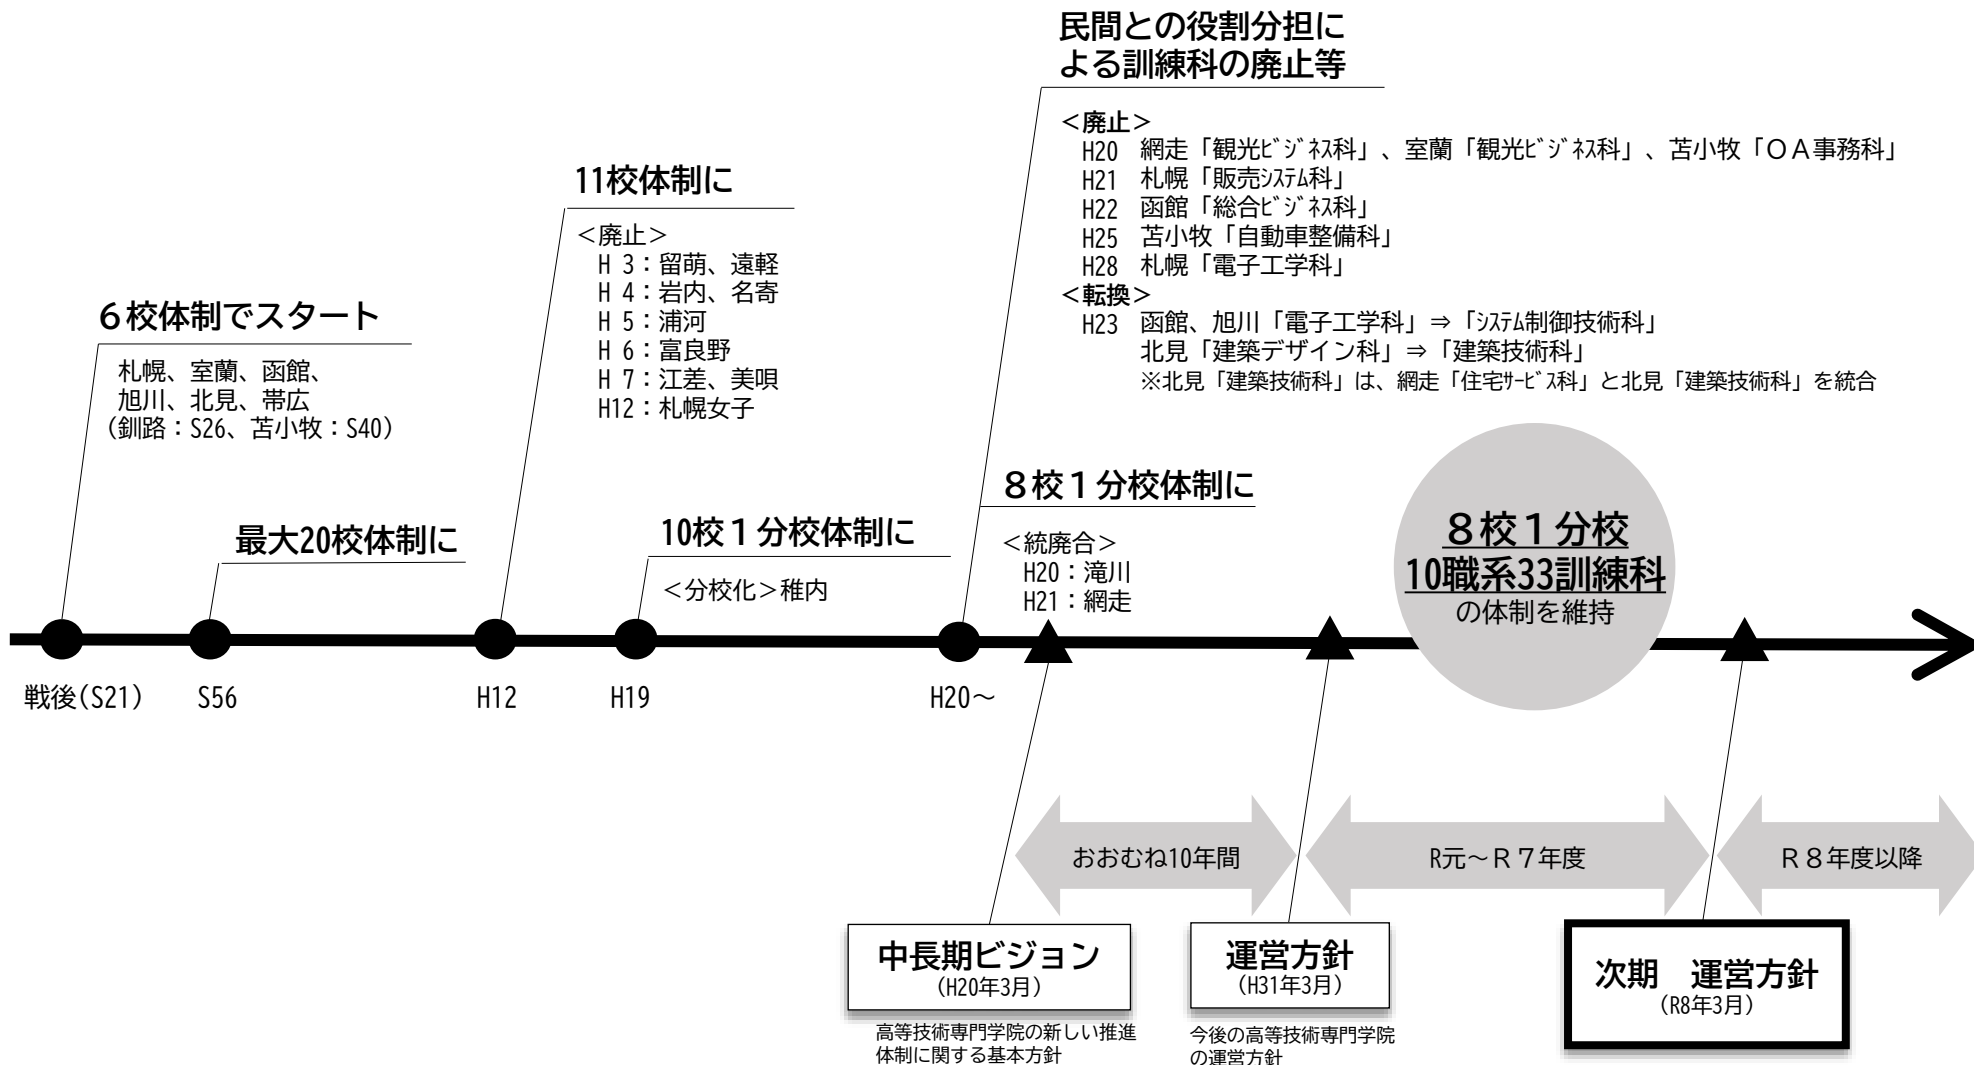 民間との役割分担に
よる訓練科の廃止等
＜廃止＞
H20 網走「観光ﾋﾞｼﾞﾈｽ科」、室蘭「観光ﾋﾞｼﾞﾈｽ科」、苫小牧「ＯＡ事務科」
H21 札幌「販売ｼｽﾃﾑ科」
H22 函館「総合ﾋﾞｼﾞﾈｽ科」
H25 苫小牧「自動車整備科」
H28 札幌「電子工学科」
＜転換＞
H23 函館、旭川「電子工学科」⇒「ｼｽﾃﾑ制御技術科」
北見「建築デザイン科」⇒「建築技術科」
※北見「建築技術科」は、網走「住宅ｻｰﾋﾞｽ科」と北見「建築技術科」を統合
11校体制に
＜廃止＞
H 3：留萌、遠軽
H 4：岩内、名寄
H 5：浦河
H 6：富良野
H 7：江差、美唄
H12：札幌女子
６校体制でスタート
札幌、室蘭、函館、
旭川、北見、帯広
（釧路：S26、苫小牧：S40）
最大20校体制に
10校１分校体制に
＜分校化＞稚内
８校１分校体制に
＜統廃合＞
H20：滝川
H21：網走
８校１分校
10職系33訓練科
の体制を維持
戦後(S21)
S56
H12
H19
H20～
おおむね10年間
R元～Ｒ７年度
Ｒ８年度以降
中長期ビジョン
（H20年3月）
高等技術専門学院の新しい推進
体制に関する基本方針
運営方針
（H31年3月）
今後の高等技術専門学院
の運営方針
次期　運営方針
（R8年3月）